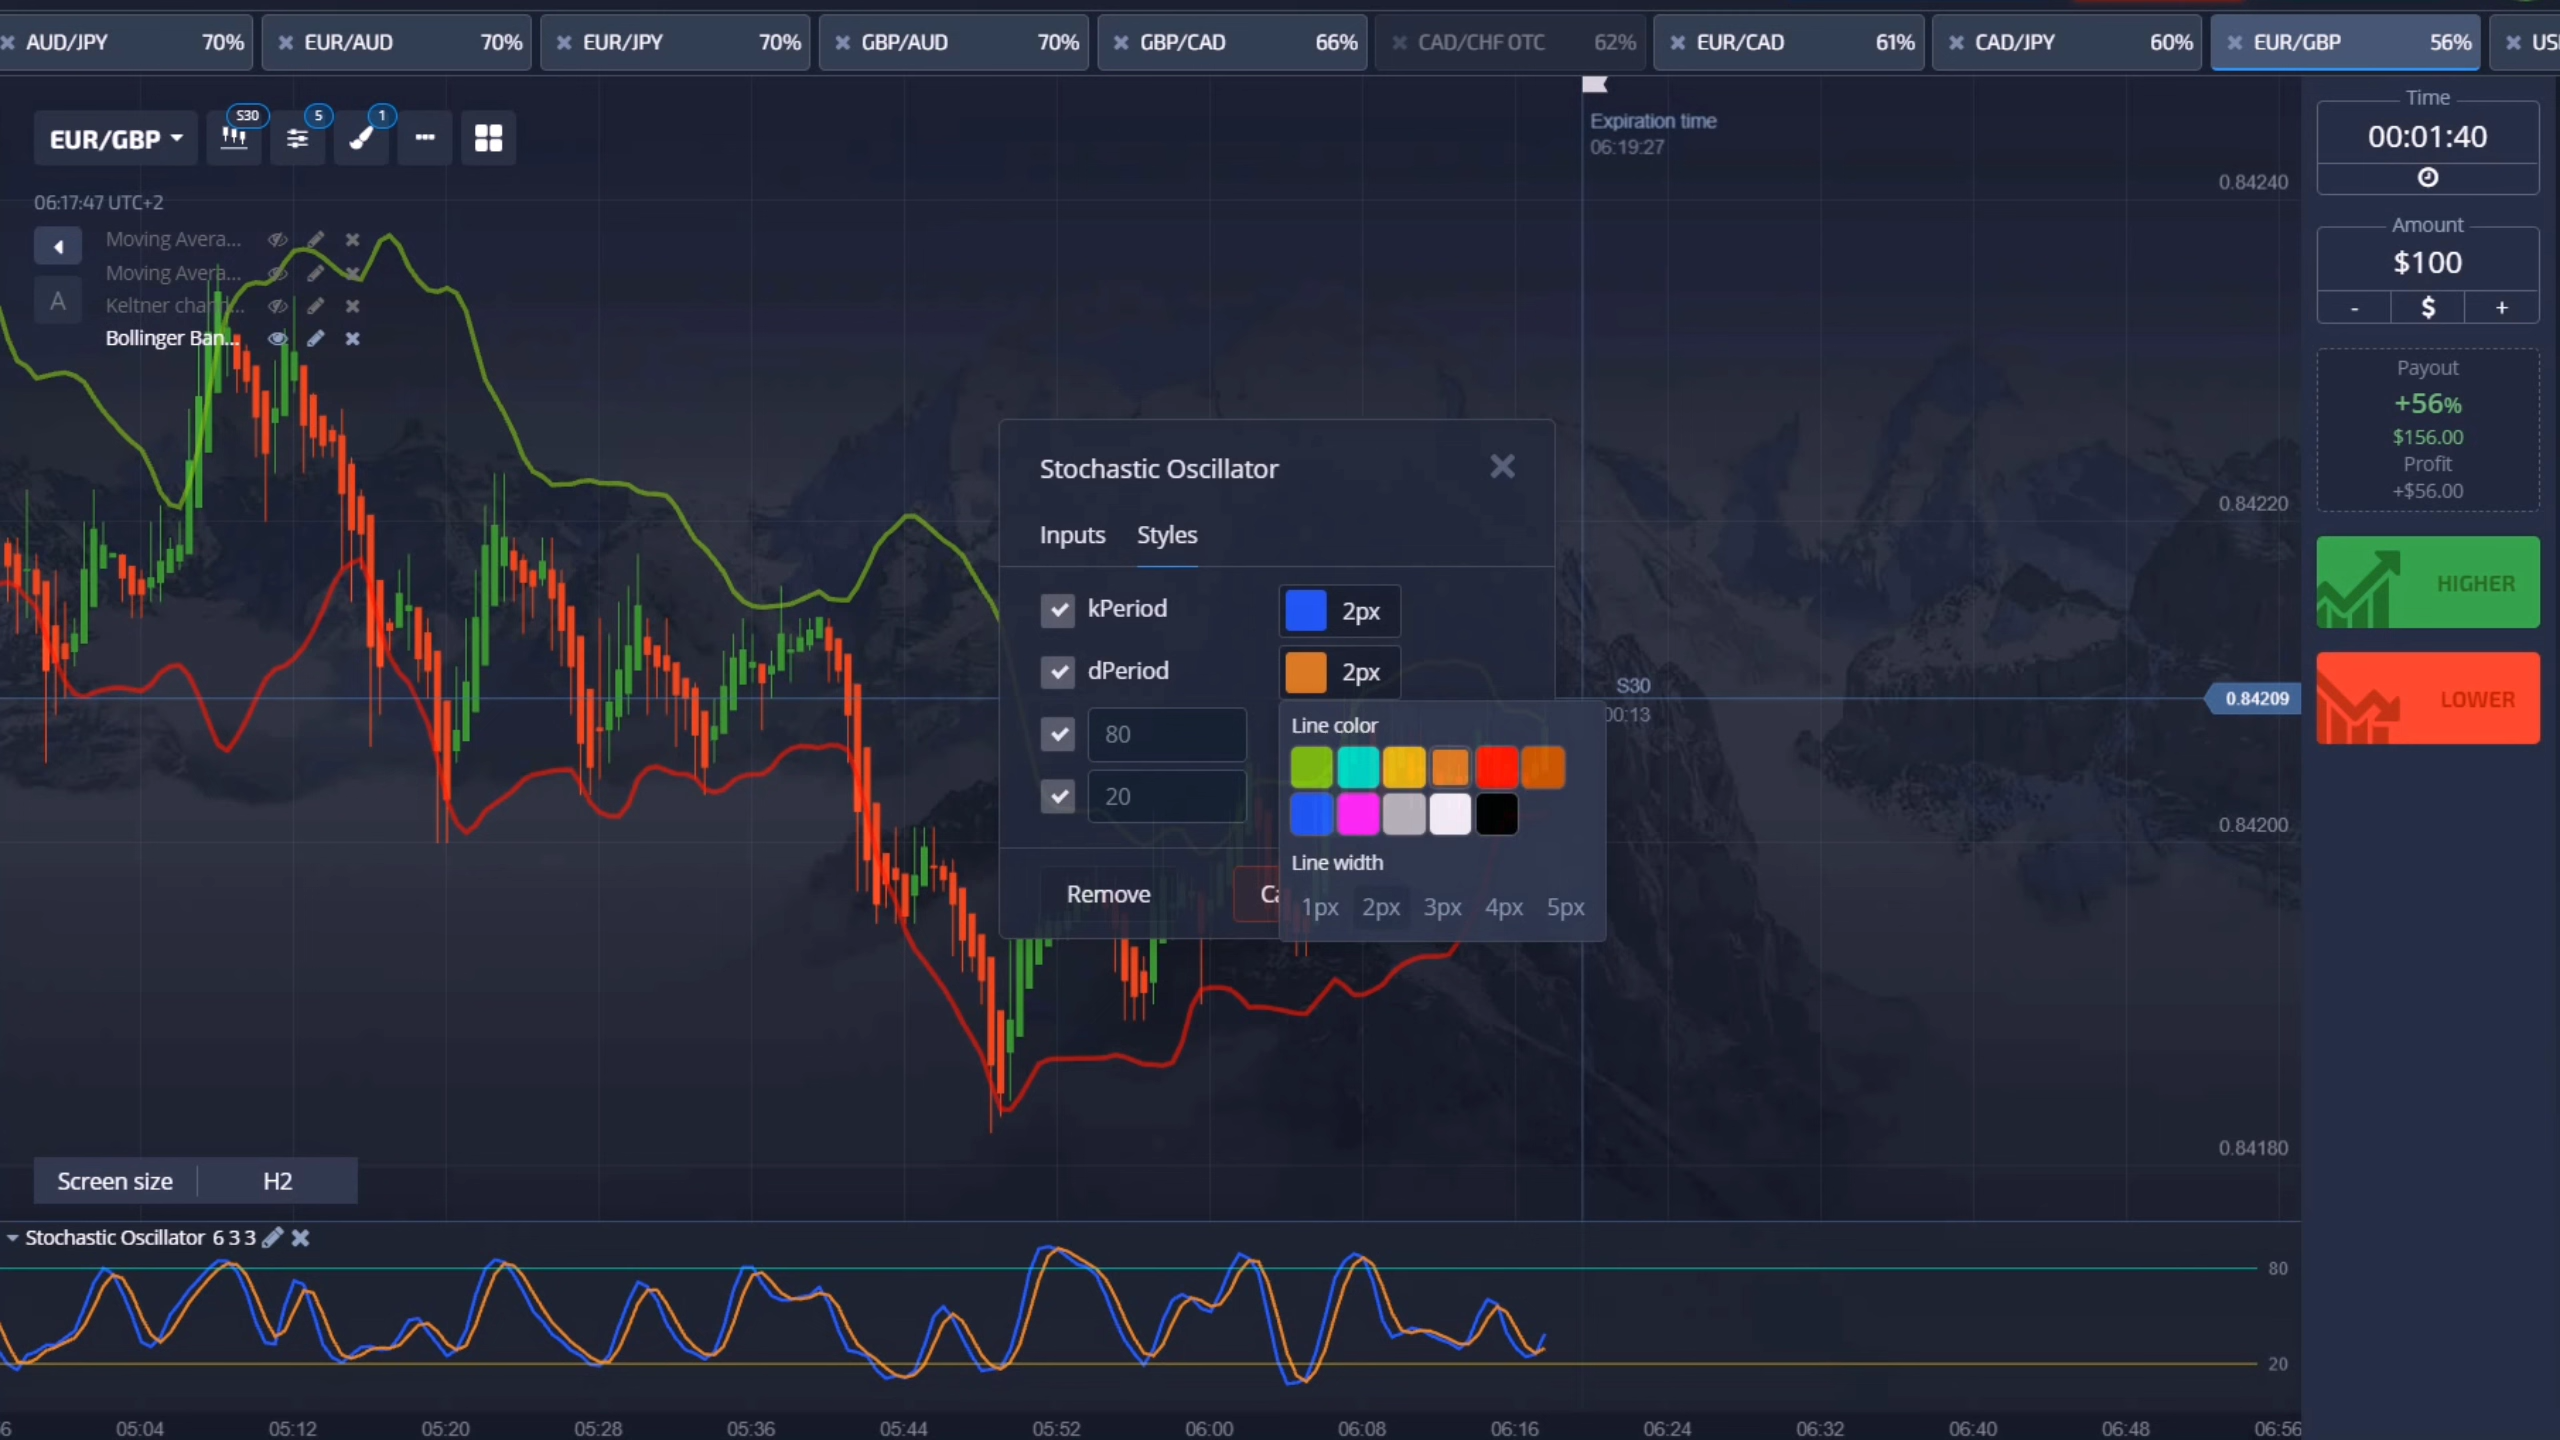 AUD/JPY 70% EUR/AUD 70% EUR/JPY 70% GBP/AUD 70% GBP/CAD 66% CAD/CHF OTC 62% EUR/CAD 61% CAD/JPY 60% EUR/GBP 56%
EUR/GBP S30 5 1
06:17:47 UTC+2
Moving Avera...
Moving Avera...
Keltner chan...
A
Bollinger Ban...
Expiration time
06:19:27
Time
00:01:40
Amount
$100
- $ +
Payout
+56%
$156.00
Profit
+$56.00
HIGHER
LOWER
0.84240
0.84220
0.84209
0.84200
0.84180
S30
00:13
Stochastic Oscillator
Inputs Styles
kPeriod 2px
dPeriod 2px
80
20
Line color
Line width
1px 2px 3px 4px 5px
Remove
Screen size H2
Stochastic Oscillator 6 3 3
80
20
05:04 05:12 05:20 05:28 05:36 05:44 05:52 06:00 06:08 06:16 06:24 06:32 06:40 06:48 06:56